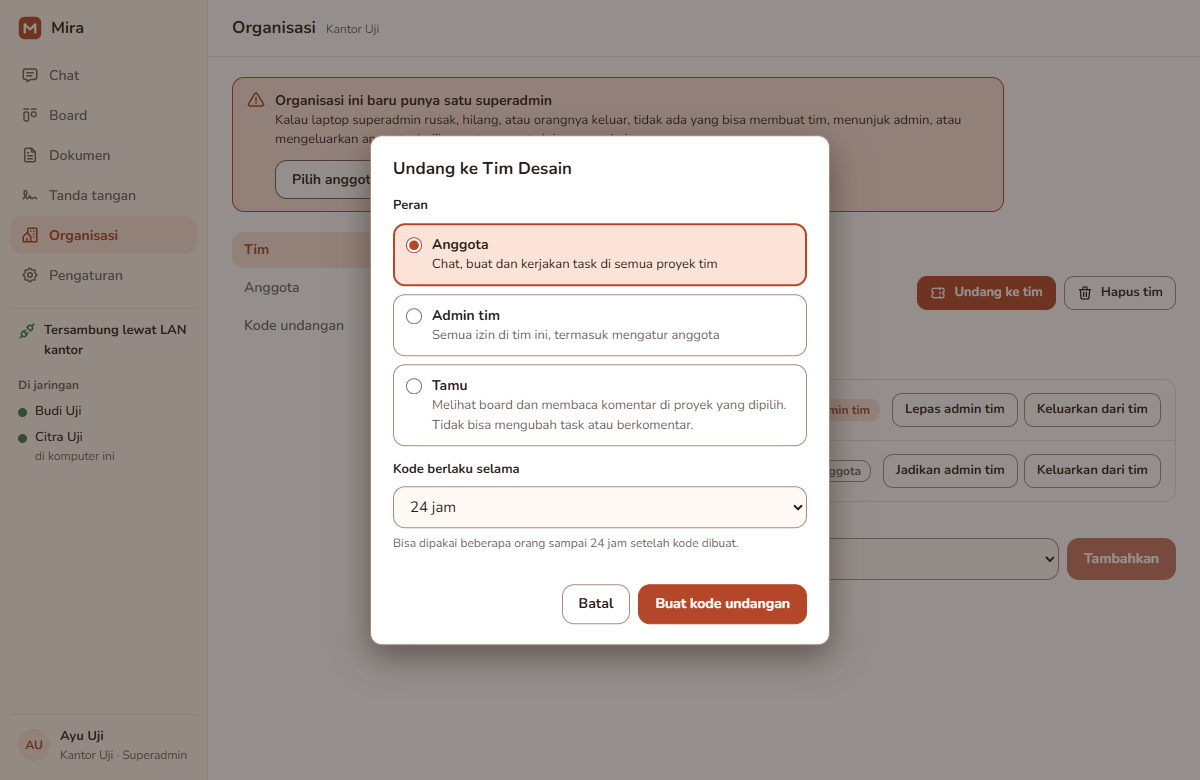 Mira
Chat
Board
Dokumen
Tanda tangan
Organisasi
Pengaturan
Tersambung lewat LAN
kantor
Di jaringan
Budi Uji
Citra Uji
di komputer ini
AU
Ayu Uji
Kantor Uji · Superadmin
Organisasi Kantor Uji
Organisasi ini baru punya satu superadmin
Kalau laptop superadmin rusak, hilang, atau orangnya keluar, tidak ada yang bisa membuat tim, menunjuk admin, atau
mengeluarkan
Pilih
Tim
Anggota
Kode undangan
Undang ke tim
Hapus tim
tim
Lepas admin tim
Keluarkan dari tim
Jadikan admin tim
Keluarkan dari tim
Tambahkan
Undang ke Tim Desain
Peran
Anggota
Chat, buat dan kerjakan task di semua proyek tim
Admin tim
Semua izin di tim ini, termasuk mengatur anggota
Tamu
Melihat board dan membaca komentar di proyek yang dipilih.
Tidak bisa mengubah task atau berkomentar.
Kode berlaku selama
24 jam
Bisa dipakai beberapa orang sampai 24 jam setelah kode dibuat.
Batal
Buat kode undangan